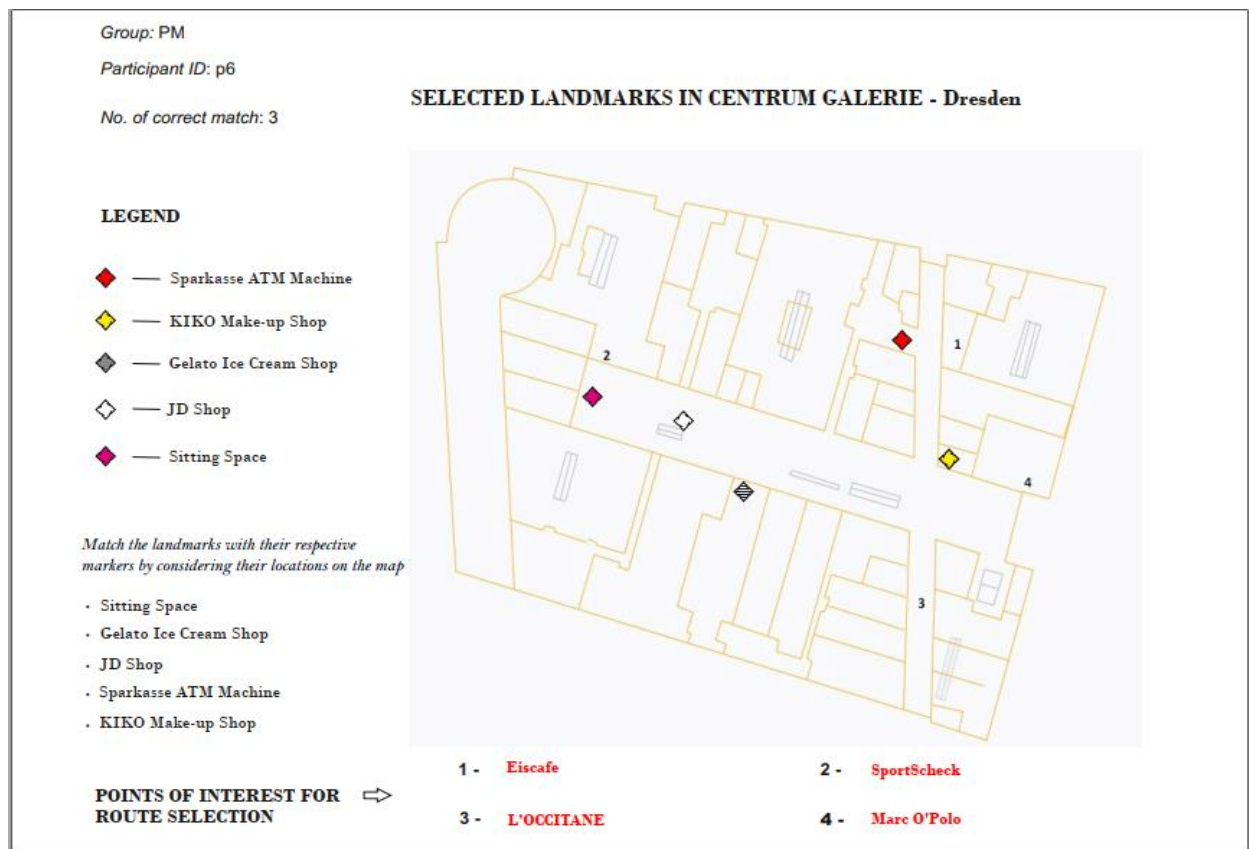 Group: PM
Participant ID: p6
No. of correct match: 3
SELECTED LANDMARKS IN CENTRUM GALERIE - Dresden
LEGEND
— Sparkasse ATM Machine
— KIKO Make-up Shop
— Gelato Ice Cream Shop
— JD Shop
— Sitting Space
Match the landmarks with their respective
markers by considering their locations on the map
· Sitting Space
· Gelato Ice Cream Shop
· JD Shop
· Sparkasse ATM Machine
· KIKO Make-up Shop
1
2
4
3
POINTS OF INTEREST FOR
ROUTE SELECTION
1 - Eiscafe
2 - SportScheck
3 - L'OCCITANE
4 - Marc O'Polo